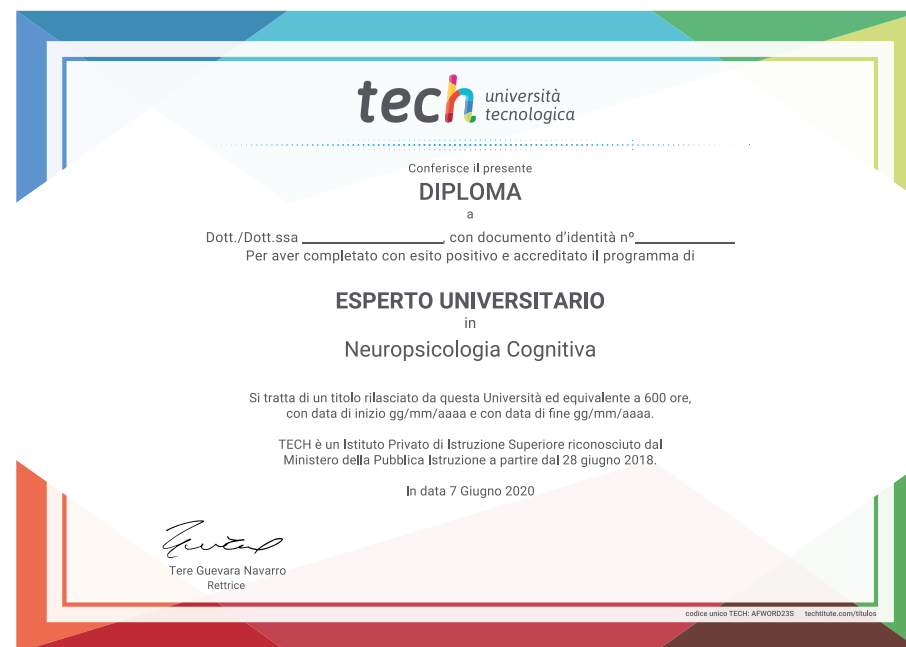 tech università
tecnologica
Conferisce il presente
DIPLOMA
a
Dott./Dott.ssa ________________, con documento d'identità nº____________
Per aver completato con esito positivo e accreditato il programma di
ESPERTO UNIVERSITARIO
in
Neuropsicologia Cognitiva
Si tratta di un titolo rilasciato da questa Università ed equivalente a 600 ore,
con data di inizio gg/mm/aaaa e con data di fine gg/mm/aaaa.
TECH è un Istituto Privato di Istruzione Superiore riconosciuto dal
Ministero della Pubblica Istruzione a partire dal 28 giugno 2018.
In data 7 Giugno 2020
Tere Guevara Navarro
Rettrice
codice unico TECH: AFWORD23S techtitute.com/titulos